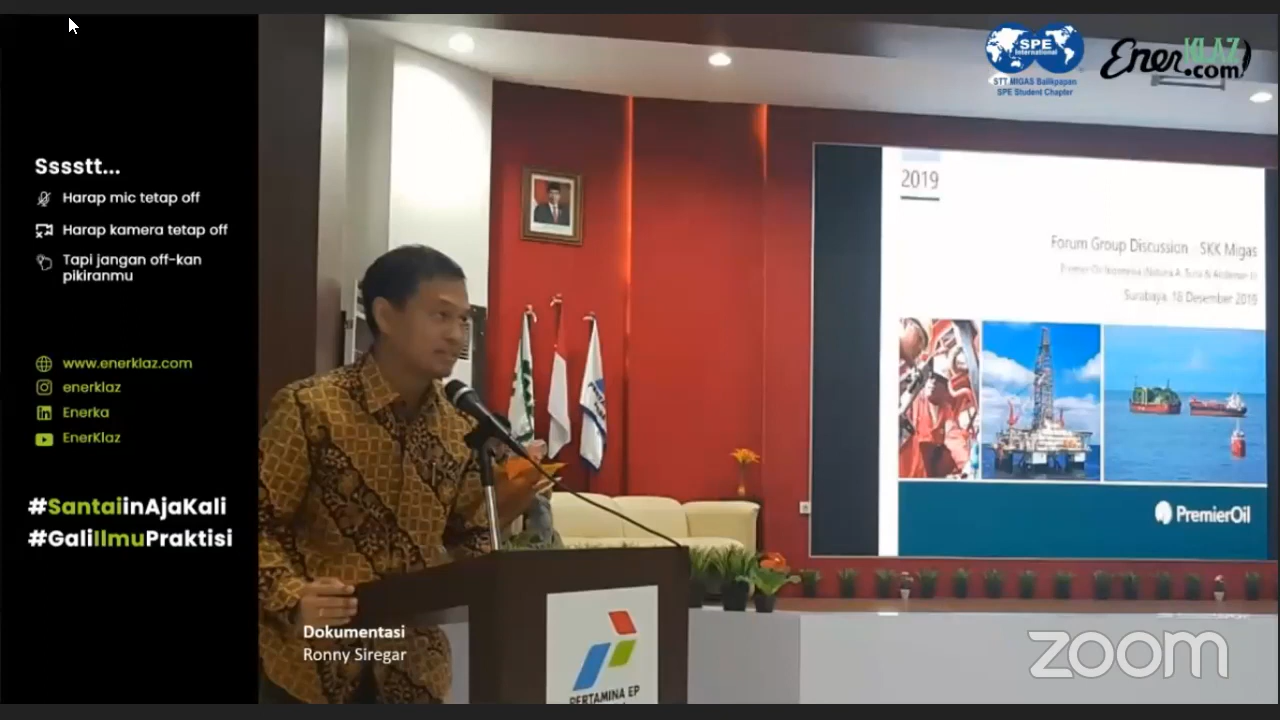 SPE
International
STT MIGAS Balikpapan
SPE Student Chapter
EnerKLAZ
.com
Sssstt...
Harap mic tetap off
Harap kamera tetap off
Tapi jangan off-kan
pikiranmu
www.enerklaz.com
enerklaz
Enerka
EnerKlaz
#SantaiinAjaKali
#GaliIlmuPraktisi
2019
Forum Group Discussion - SKK Migas
Surabaya, 18 Desember 2019
PremierOil
Dokumentasi
Ronny Siregar
PERTAMINA EP
zoom